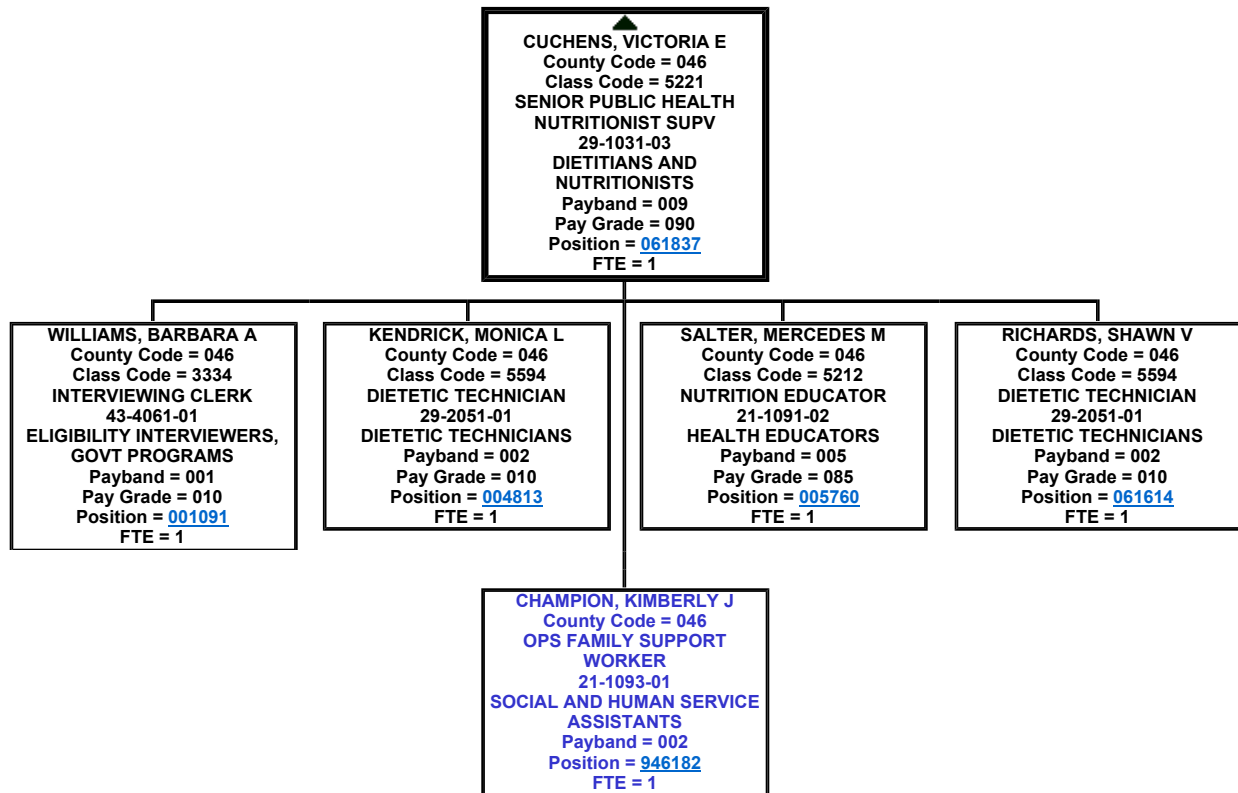 CUCHENS, VICTORIA E
County Code = 046
Class Code = 5221
SENIOR PUBLIC HEALTH
NUTRITIONIST SUPV
29-1031-03
DIETITIANS AND
NUTRITIONISTS
Payband = 009
Pay Grade = 090
Position = 061837
FTE = 1
WILLIAMS, BARBARA A
County Code = 046
Class Code = 3334
INTERVIEWING CLERK
43-4061-01
ELIGIBILITY INTERVIEWERS,
GOVT PROGRAMS
Payband = 001
Pay Grade = 010
Position = 001091
FTE = 1
KENDRICK, MONICA L
County Code = 046
Class Code = 5594
DIETETIC TECHNICIAN
29-2051-01
DIETETIC TECHNICIANS
Payband = 002
Pay Grade = 010
Position = 004813
FTE = 1
SALTER, MERCEDES M
County Code = 046
Class Code = 5212
NUTRITION EDUCATOR
21-1091-02
HEALTH EDUCATORS
Payband = 005
Pay Grade = 085
Position = 005760
FTE = 1
RICHARDS, SHAWN V
County Code = 046
Class Code = 5594
DIETETIC TECHNICIAN
29-2051-01
DIETETIC TECHNICIANS
Payband = 002
Pay Grade = 010
Position = 061614
FTE = 1
CHAMPION, KIMBERLY J
County Code = 046
OPS FAMILY SUPPORT
WORKER
21-1093-01
SOCIAL AND HUMAN SERVICE
ASSISTANTS
Payband = 002
Position = 946182
FTE = 1